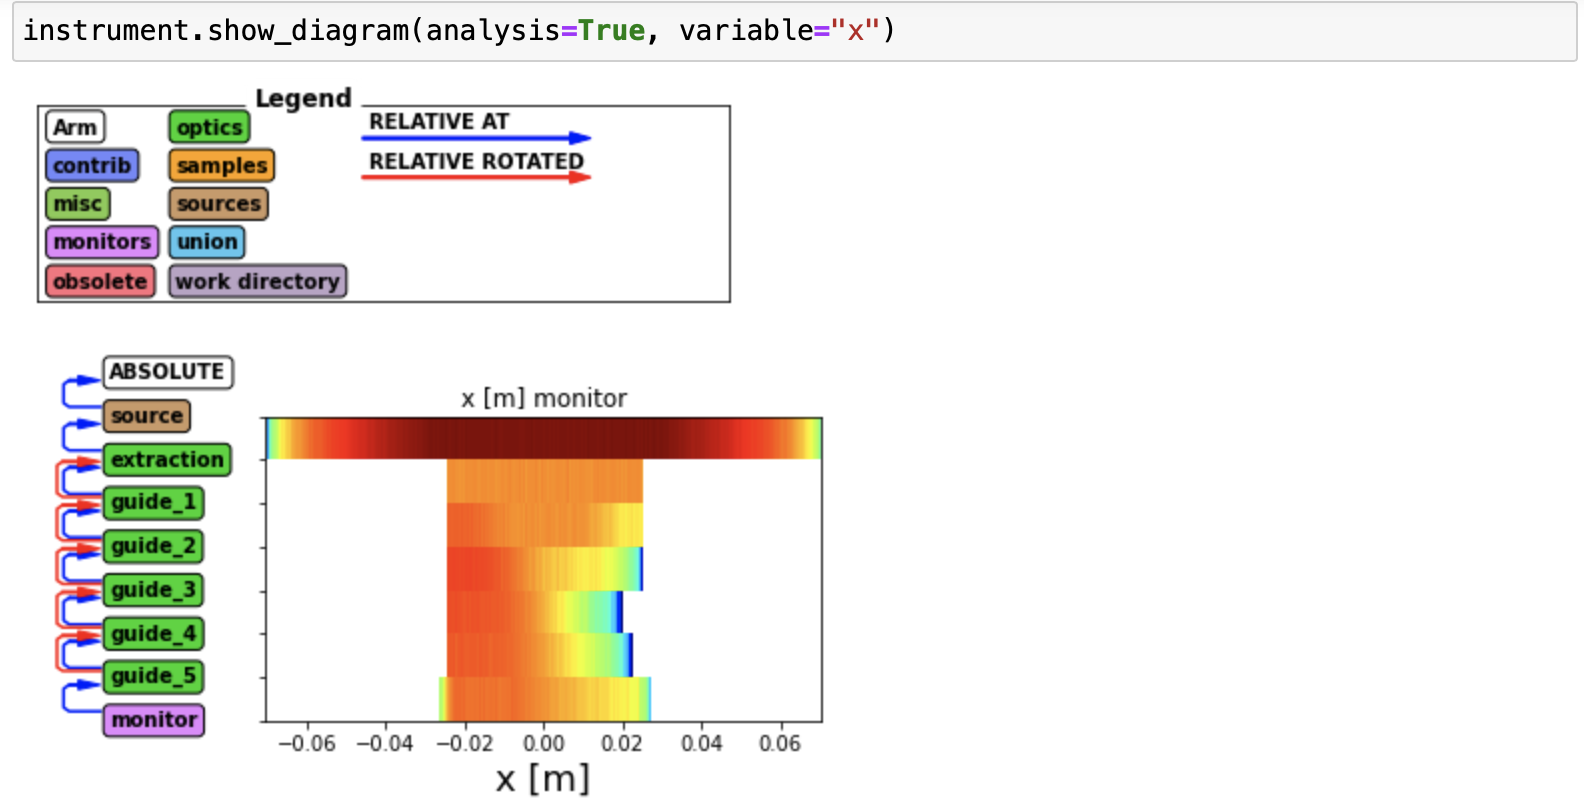 instrument.show_diagram(analysis=True, variable="x")
Legend
Arm
optics
RELATIVE AT
contrib
samples
RELATIVE ROTATED
misc
sources
monitors
union
obsolete
work directory
ABSOLUTE
source
extraction
guide_1
guide_2
guide_3
guide_4
guide_5
monitor
x [m] monitor
−0.06 −0.04 −0.02 0.00 0.02 0.04 0.06
x [m]